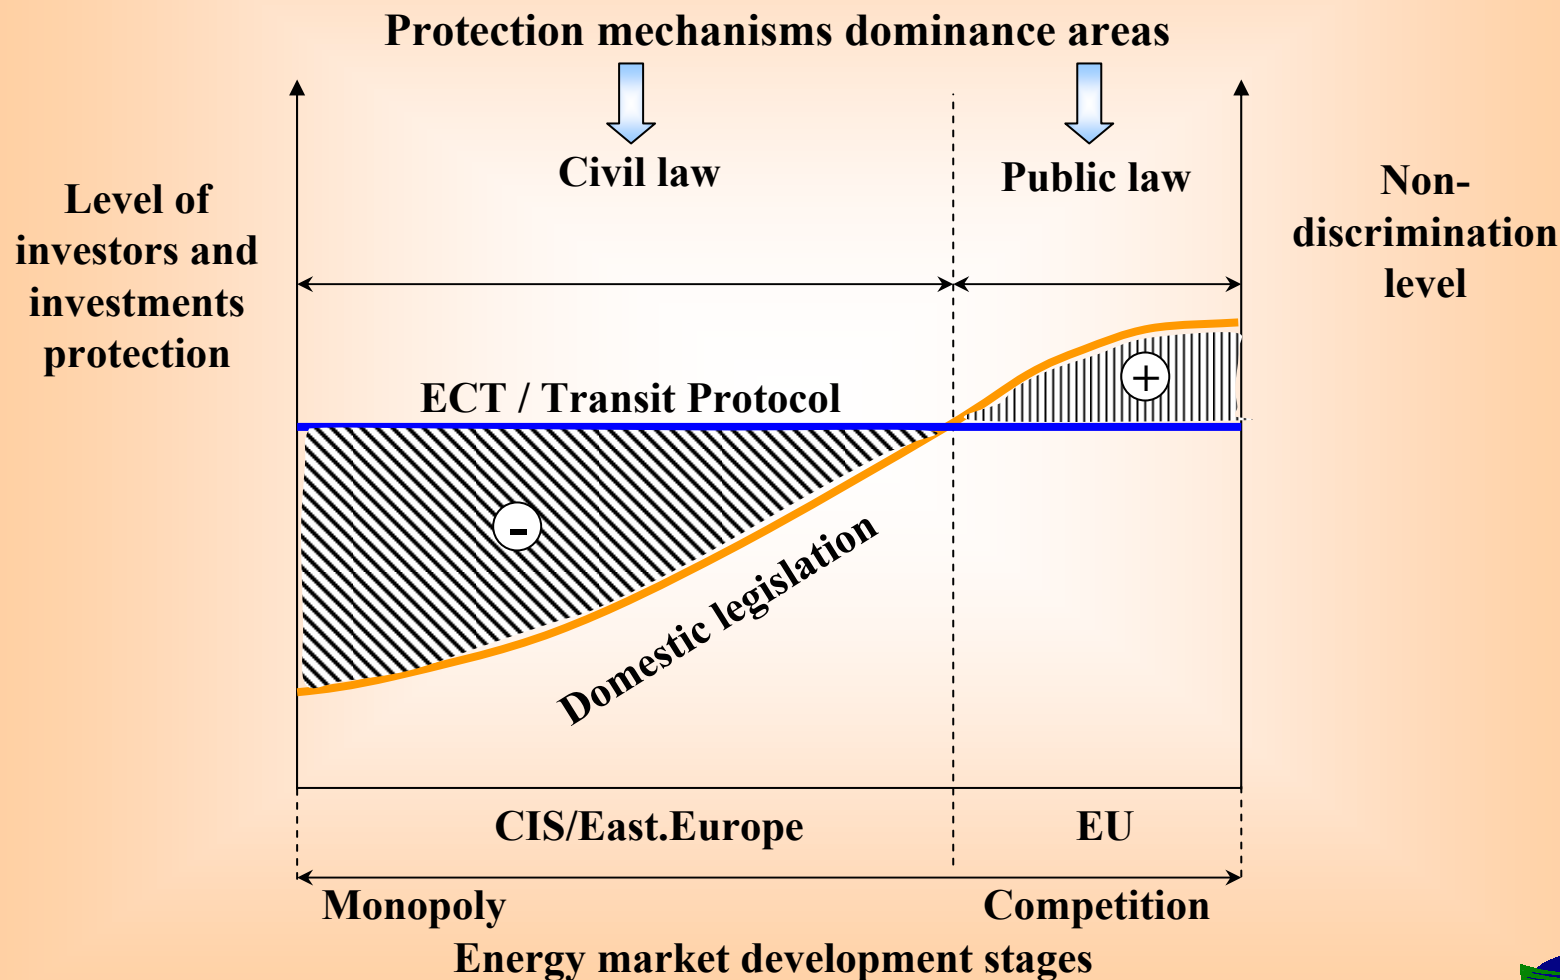 Protection mechanisms dominance areas
Civil law
Public law
Level of
investors and
investments
protection
Non-
discrimination
level
ECT / Transit Protocol
+
-
Domestic legislation
CIS/East.Europe
EU
Monopoly
Competition
Energy market development stages